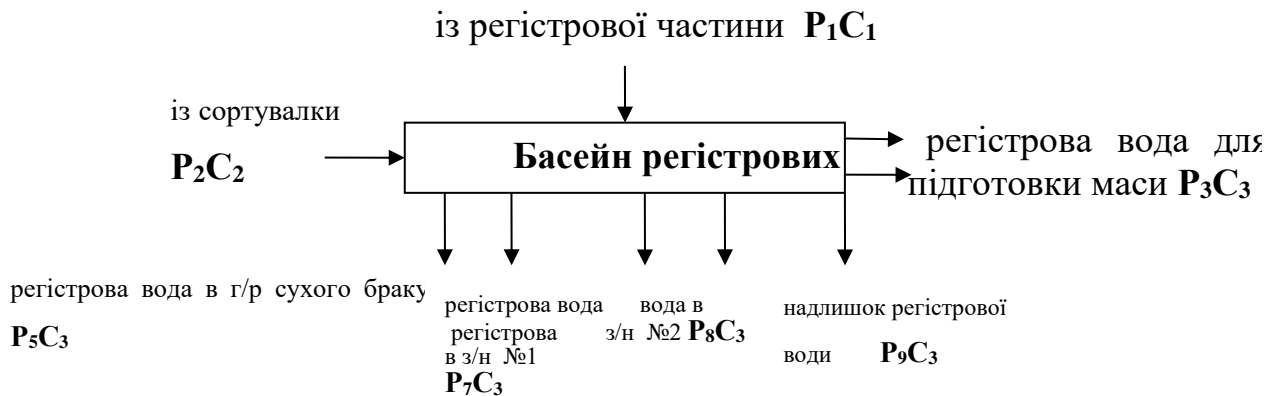 із регістрової частини P₁C₁
із сортувалки
P₂C₂
Басейн регістрових
регістрова вода для
підготовки маси P₃C₃
регістрова вода в г/р сухого браку
P₅C₃
регістрова вода
регістрова
в з/н №1
P₇C₃
вода в
з/н №2 P₈C₃
надлишок регістрової
води P₉C₃